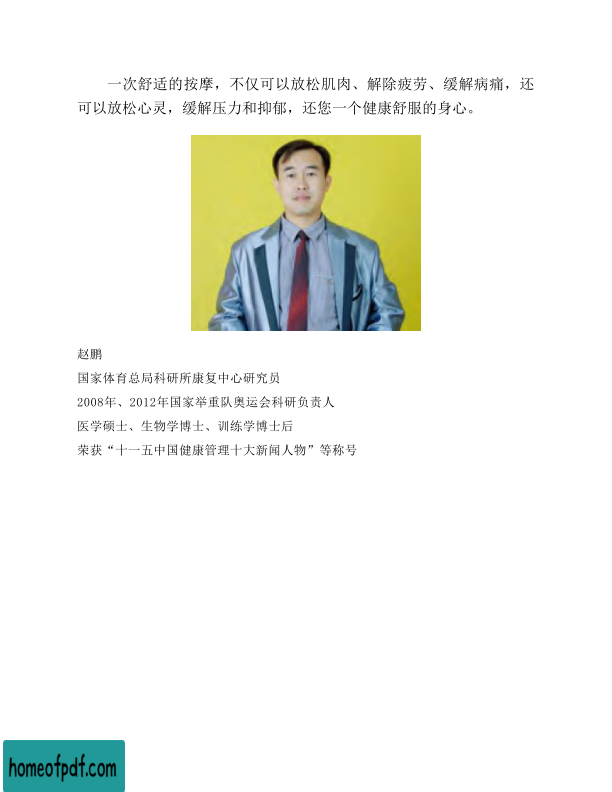 一次舒适的按摩，不仅可以放松肌肉、解除疲劳、缓解病痛，还
可以放松心灵，缓解压力和抑郁，还您一个健康舒服的身心。
赵鹏
国家体育总局科研所康复中心研究员
2008年、2012年国家举重队奥运会科研负责人
医学硕士、生物学博士、训练学博士后
荣获“十一五中国健康管理十大新闻人物”等称号
homeofpdf.com